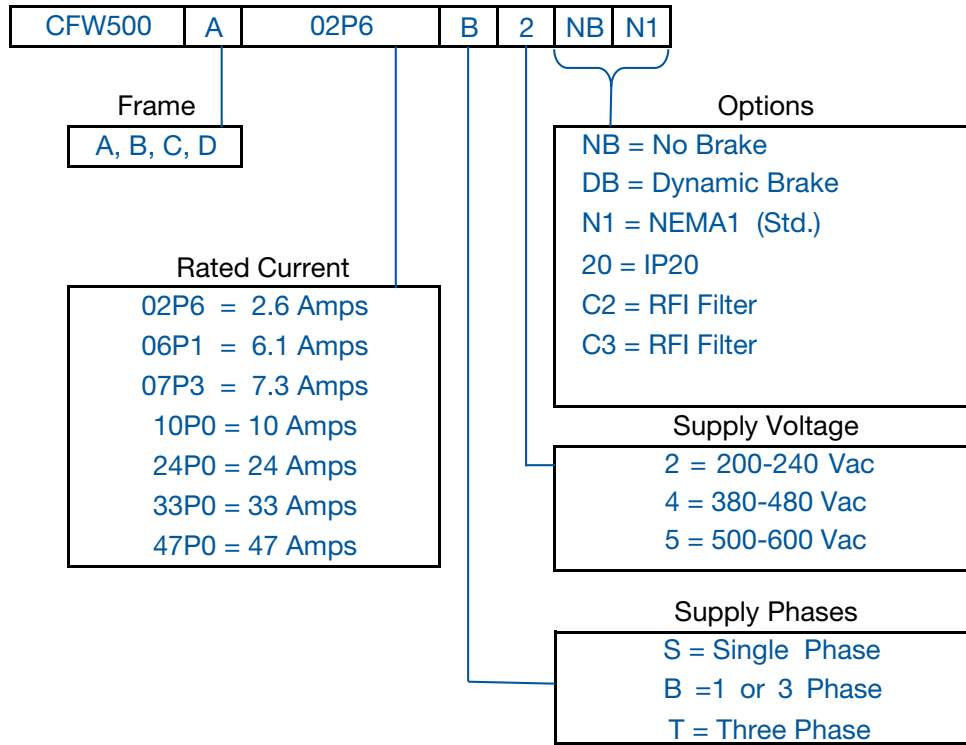 CFW500 A 02P6 B 2 NB N1
Frame
A, B, C, D
Rated Current
02P6 = 2.6 Amps
06P1 = 6.1 Amps
07P3 = 7.3 Amps
10P0 = 10 Amps
24P0 = 24 Amps
33P0 = 33 Amps
47P0 = 47 Amps
Options
NB = No Brake
DB = Dynamic Brake
N1 = NEMA1 (Std.)
20 = IP20
C2 = RFI Filter
C3 = RFI Filter
Supply Voltage
2 = 200-240 Vac
4 = 380-480 Vac
5 = 500-600 Vac
Supply Phases
S = Single Phase
B =1 or 3 Phase
T = Three Phase